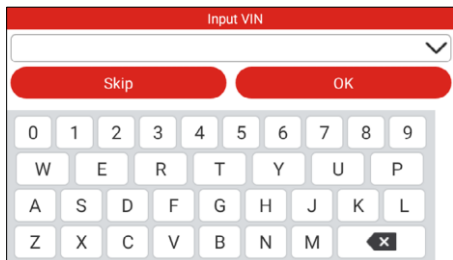 Input VIN
Skip OK
0 1 2 3 4 5 6 7 8 9
W E R T Y U P
A S D F G H J K L
Z X C V B N M